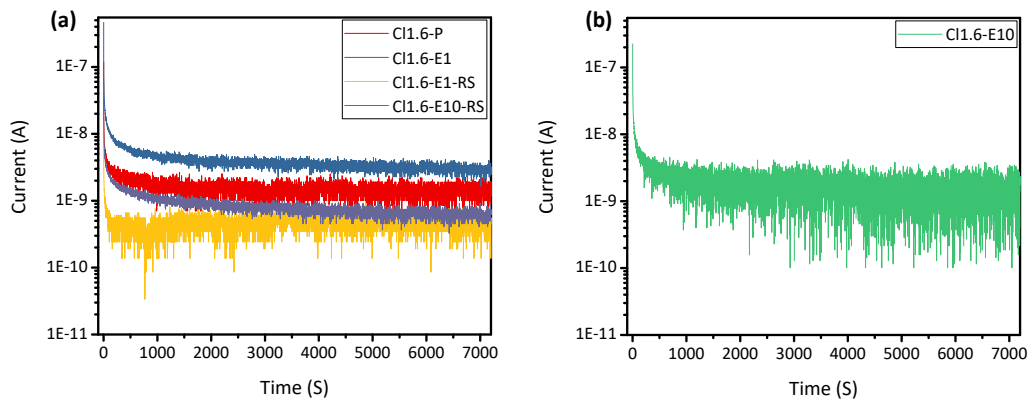 (a)
Cl1.6-P
Cl1.6-E1
Cl1.6-E1-RS
Cl1.6-E10-RS
1E-7
1E-8
1E-9
1E-10
1E-11
Current (A)
0 1000 2000 3000 4000 5000 6000 7000
Time (S)
(b)
Cl1.6-E10
1E-7
1E-8
1E-9
1E-10
1E-11
Current (A)
0 1000 2000 3000 4000 5000 6000 7000
Time (S)